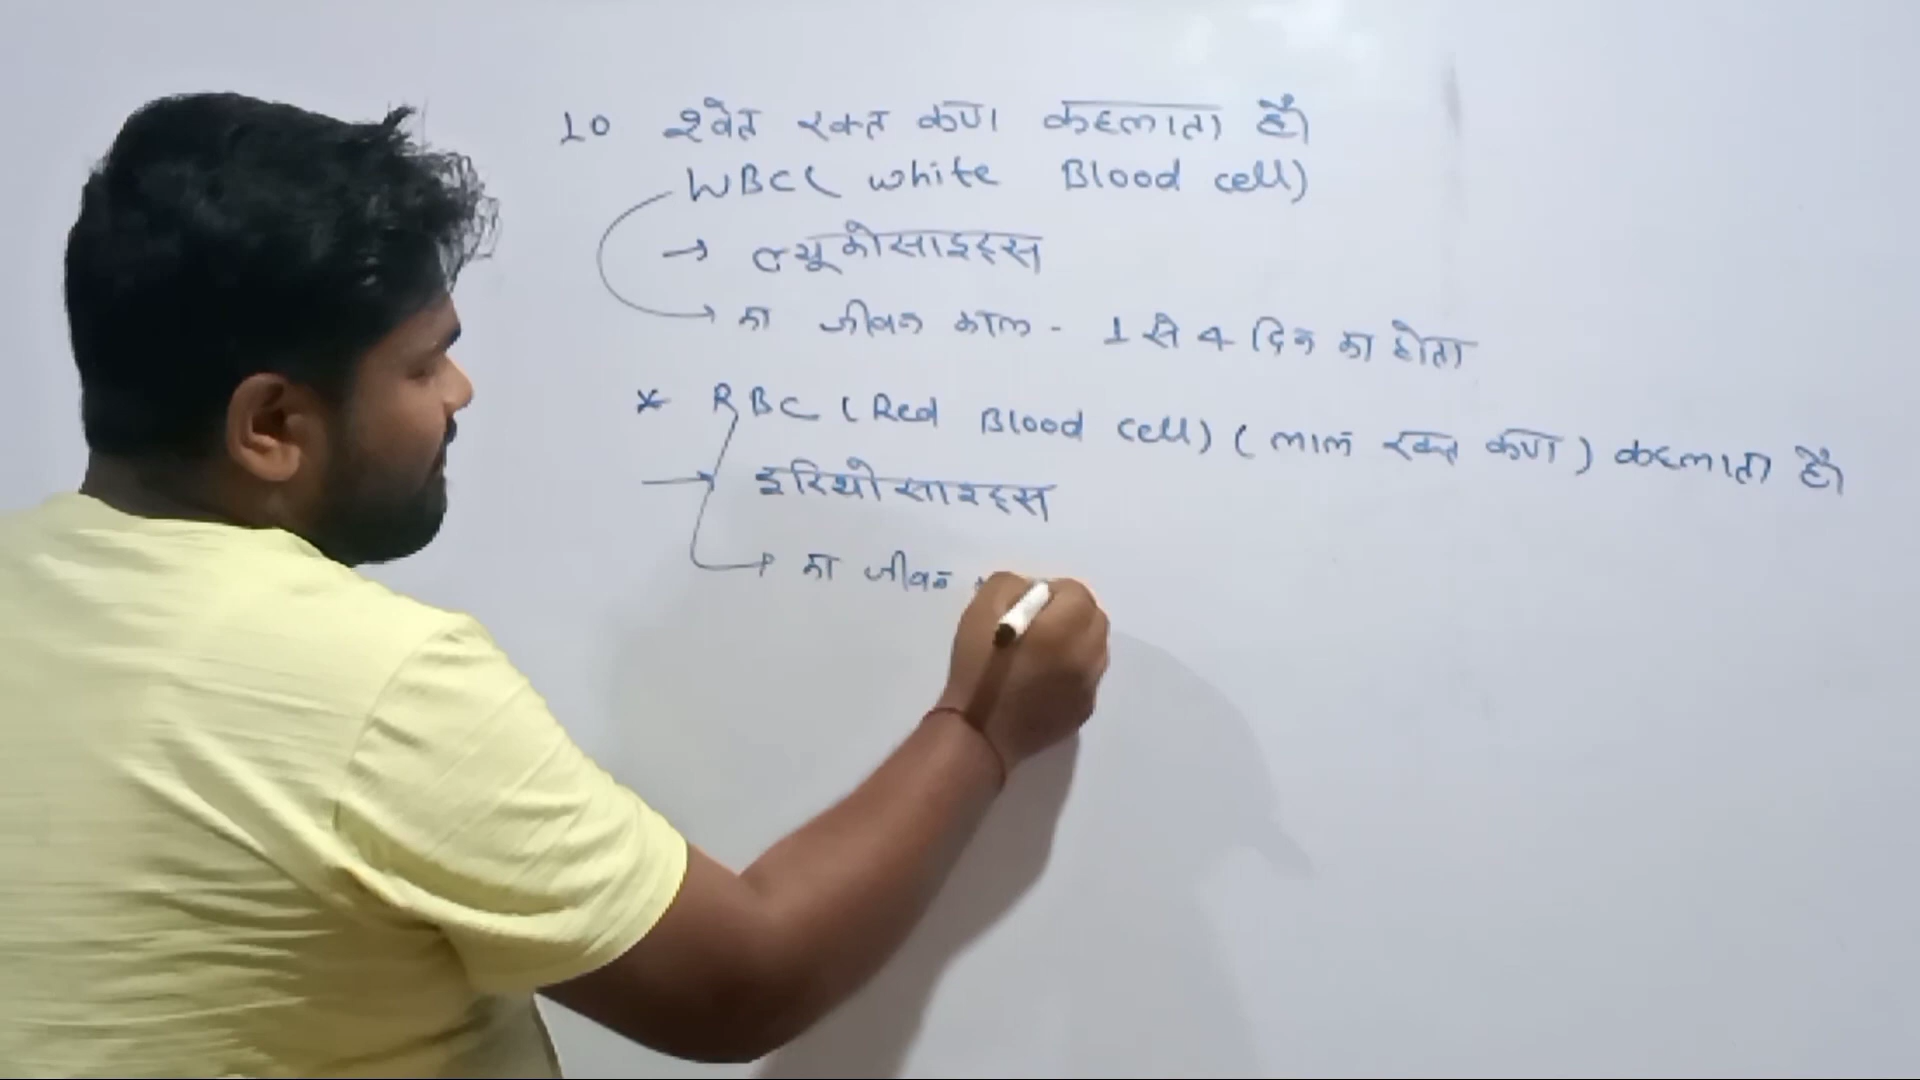 10 श्वेत रक्त कण कहलाता है।
WBC( white Blood cell)
→ ल्यूकोसाइट्स
→ का जीवन काल - 1 से 4 दिन का होता
* RBC (Red Blood cell) (लाल रक्त कण) कहलाता है।
→ इरिथोसाइट्स
→ का जीवन